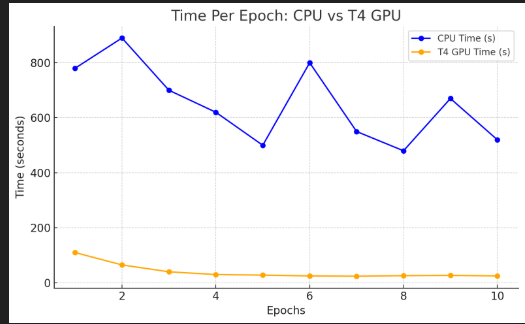 Time Per Epoch: CPU vs T4 GPU
CPU Time (s)
T4 GPU Time (s)
Time (seconds)
800
600
400
200
0
2 4 6 8 10
Epochs